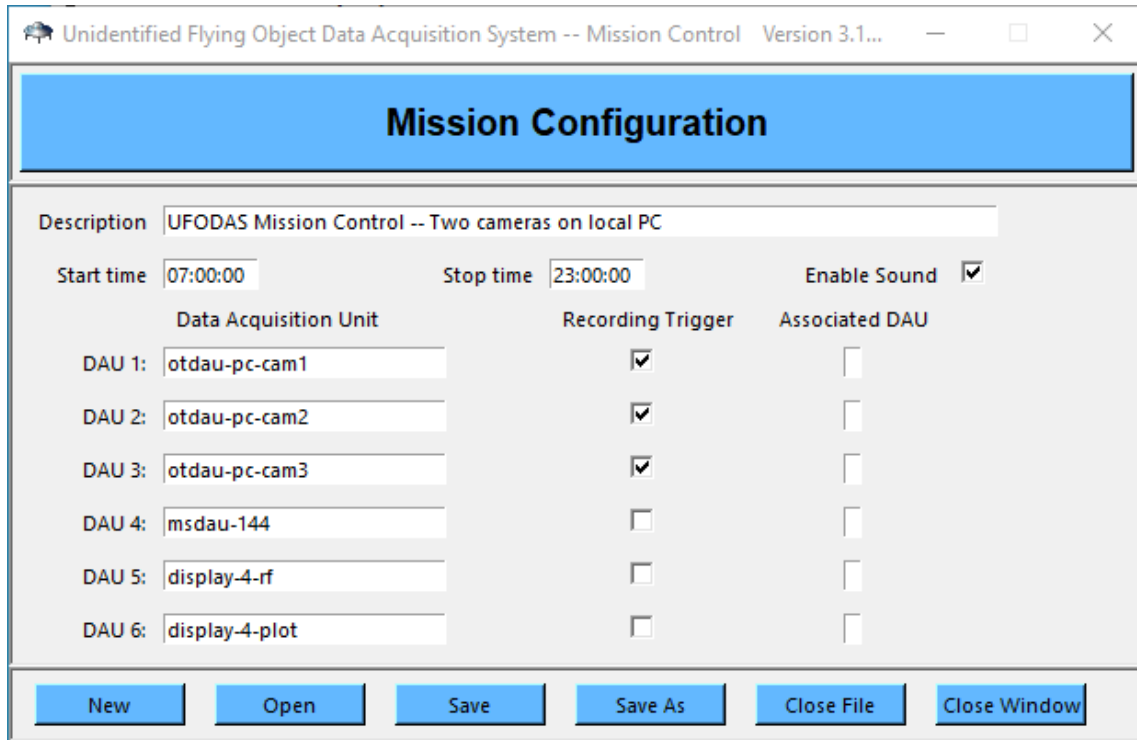 Unidentified Flying Object Data Acquisition System -- Mission Control Version 3.1...
Mission Configuration
Description UFODAS Mission Control -- Two cameras on local PC
Start time 07:00:00 Stop time 23:00:00 Enable Sound
Data Acquisition Unit Recording Trigger Associated DAU
DAU 1: otdau-pc-cam1
DAU 2: otdau-pc-cam2
DAU 3: otdau-pc-cam3
DAU 4: msdau-144
DAU 5: display-4-rf
DAU 6: display-4-plot
New Open Save Save As Close File Close Window